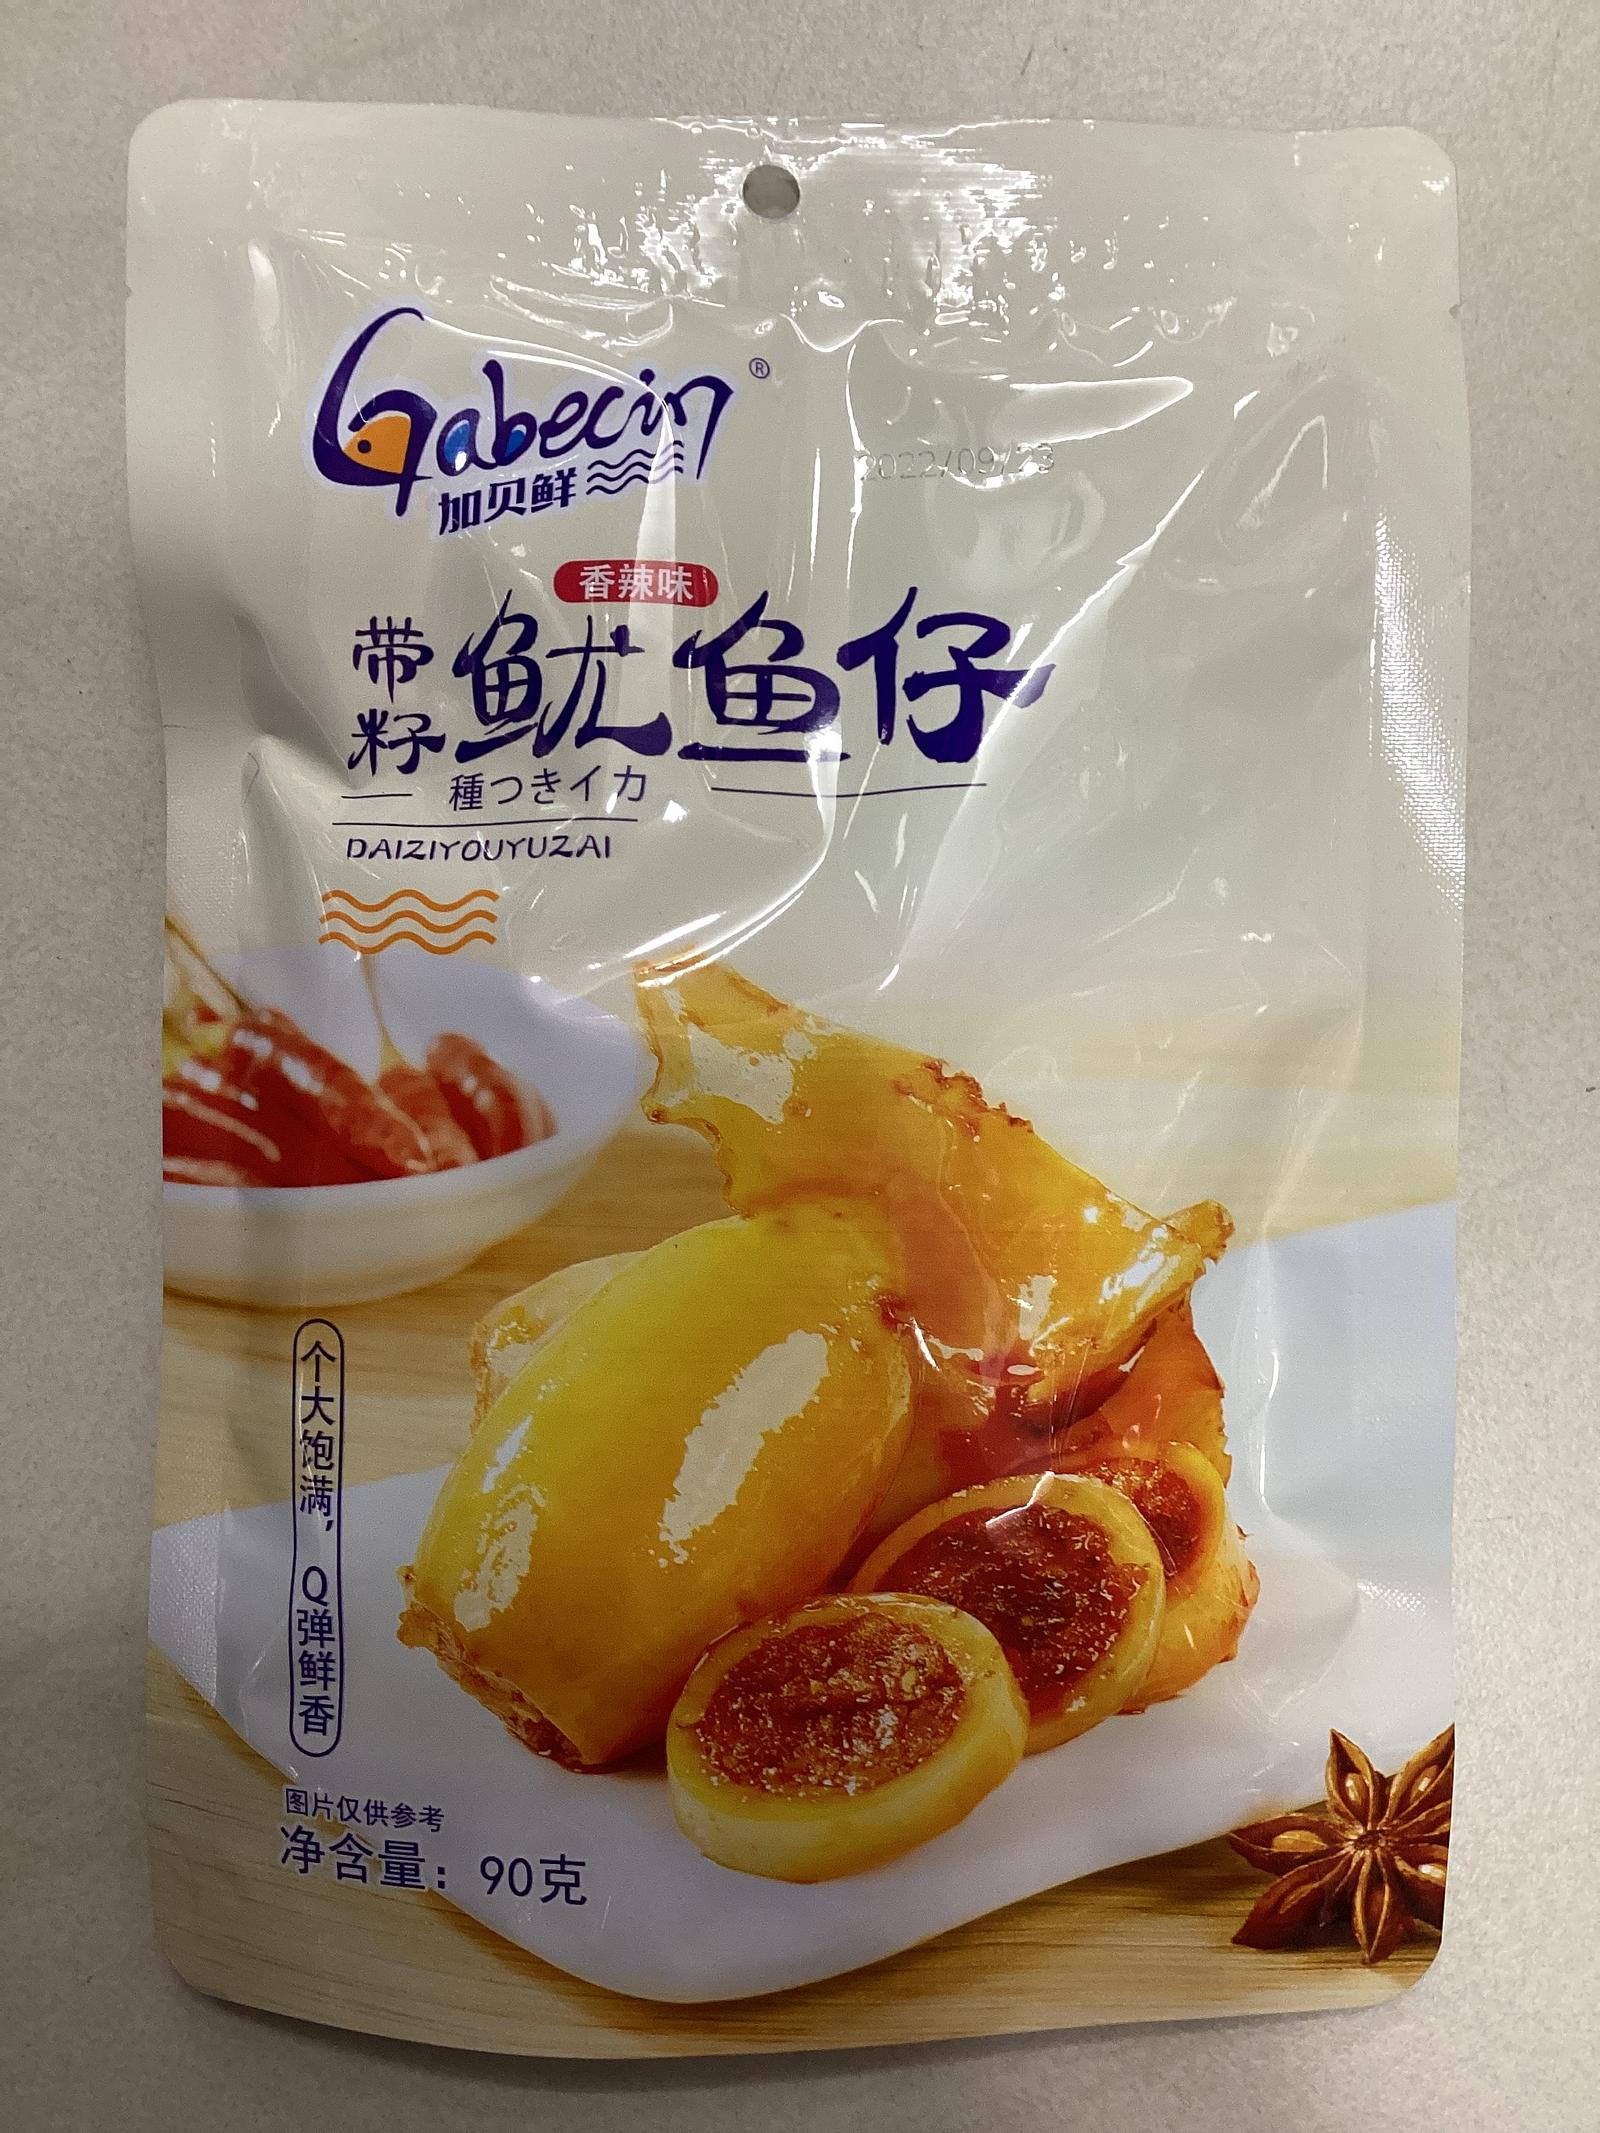 Gabecin®
加贝鲜
2022/09/23
香辣味
带籽鱿鱼仔
種つきイカ
DAIZIYOUYUZAI
个大饱满，Q弹鲜香
图片仅供参考
净含量：90克